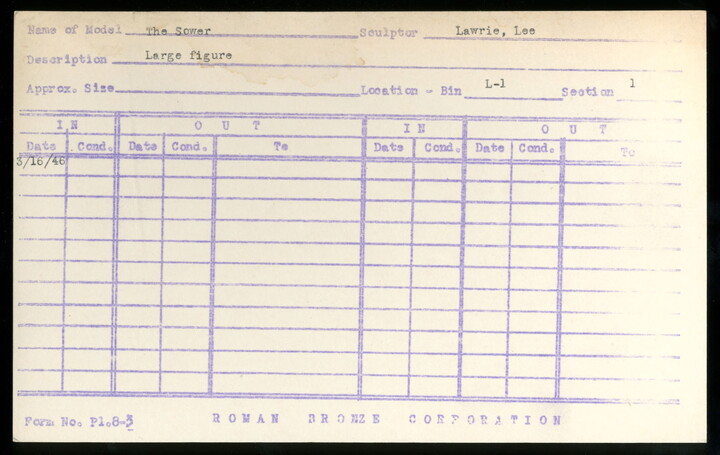 Name of Model The Sower Sculptor Lawrie, Lee
Description Large figure
Approx. Size Location - Bin L-1 Section 1
IN OUT IN OUT
Date Cond. Date Cond. To Date Cond. Date Cond. To
3/16/46
Form No. P1.8-3 ROMAN BRONZE CORPORATION